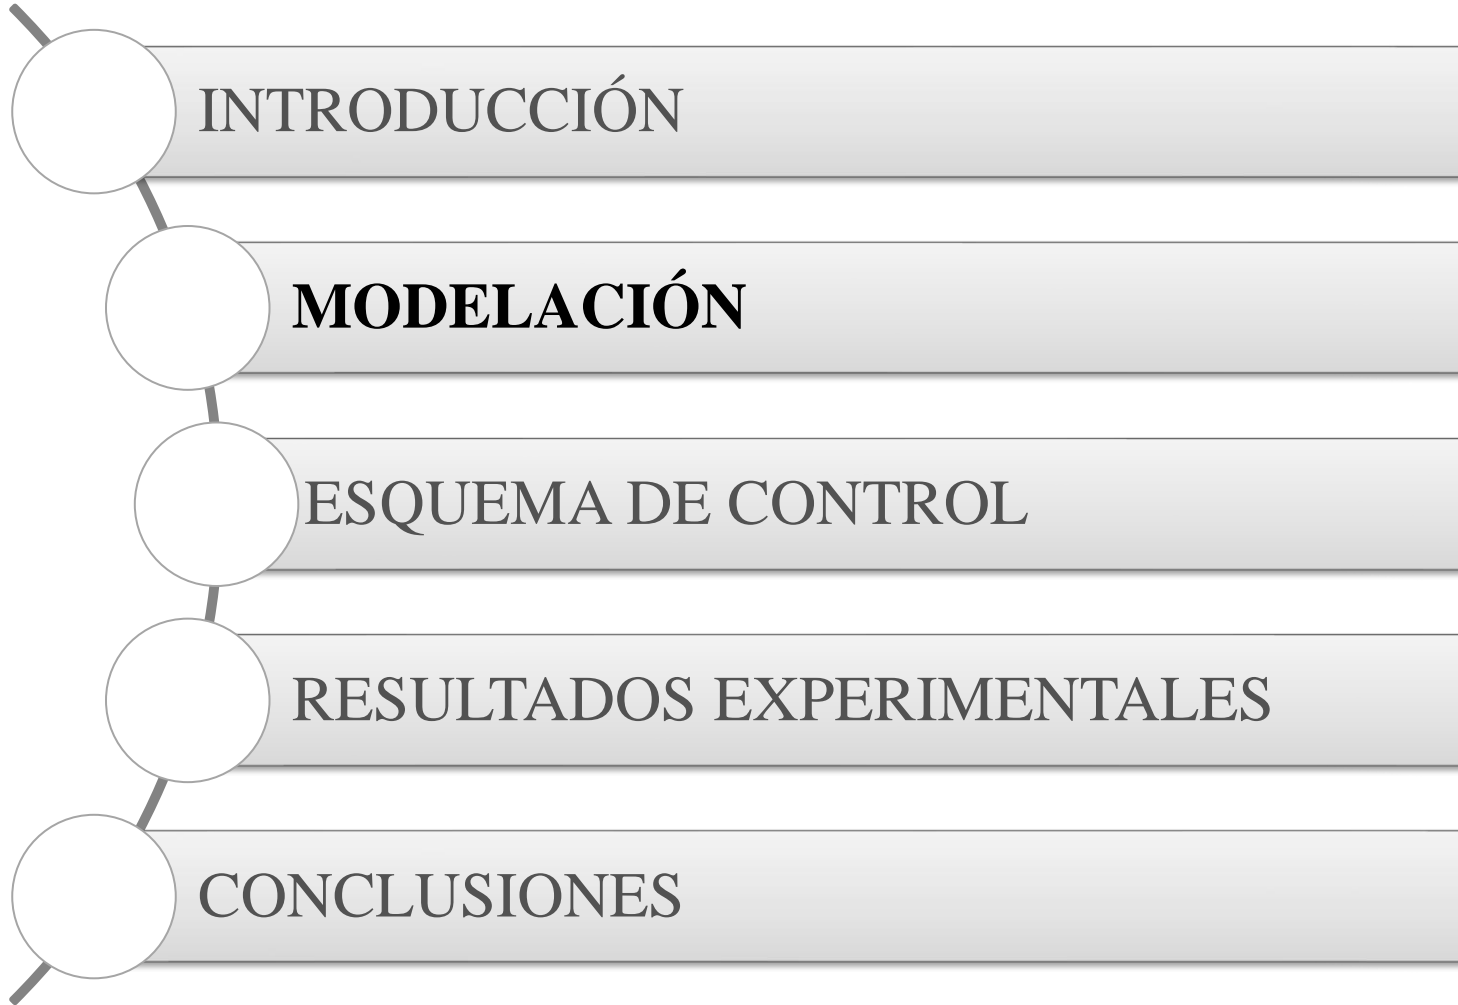 INTRODUCCIÓN
MODELACIÓN
ESQUEMA DE CONTROL
RESULTADOS EXPERIMENTALES
CONCLUSIONES